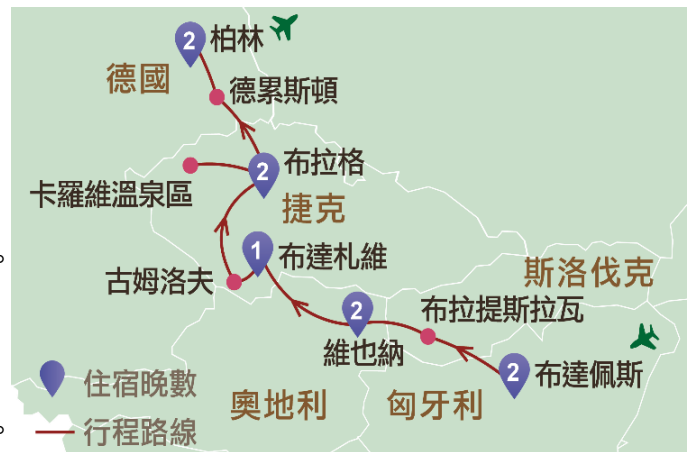 2 柏林
德國
德累斯頓
布拉格
2
卡羅維溫泉區
捷克
1 布達札維
。
古姆洛夫
斯洛伐克
2
布拉提斯拉瓦
維也納
2 布達佩斯
住宿晚數
奧地利
匈牙利
。
行程路線